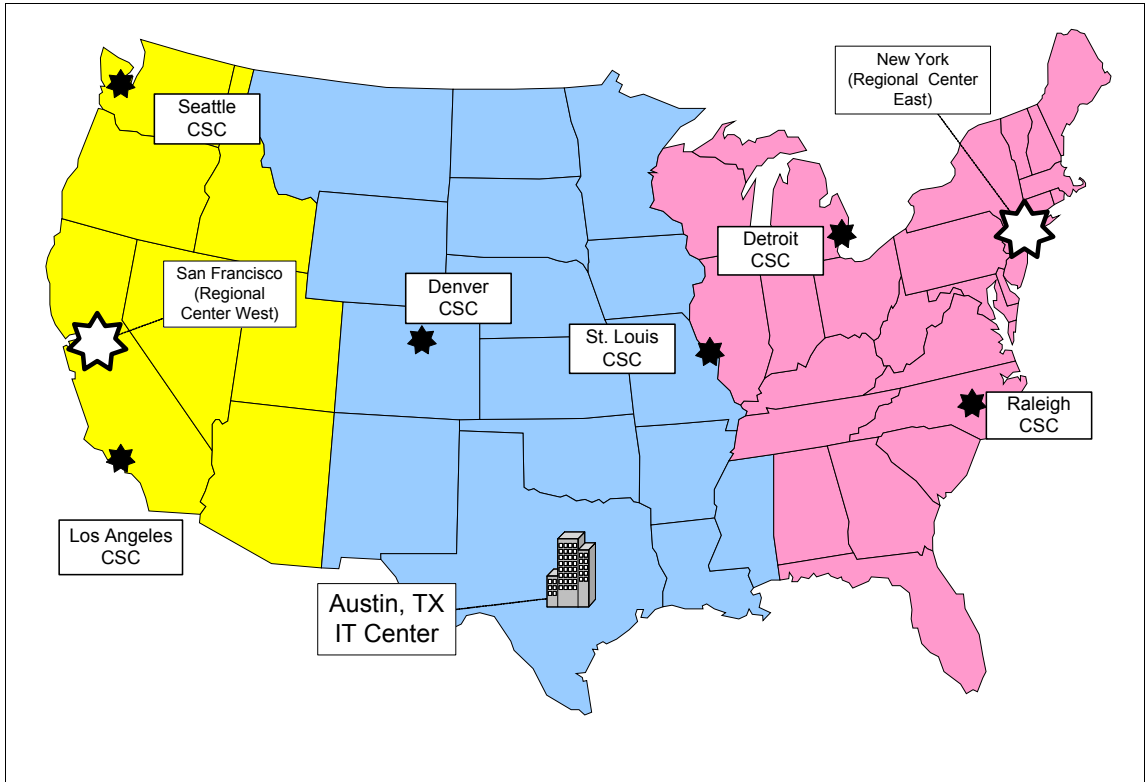 Seattle
CSC
New York
(Regional Center
East)
Detroit
CSC
San Francisco
(Regional
Center West)
Denver
CSC
St. Louis
CSC
Raleigh
CSC
Los Angeles
CSC
Austin, TX
IT Center